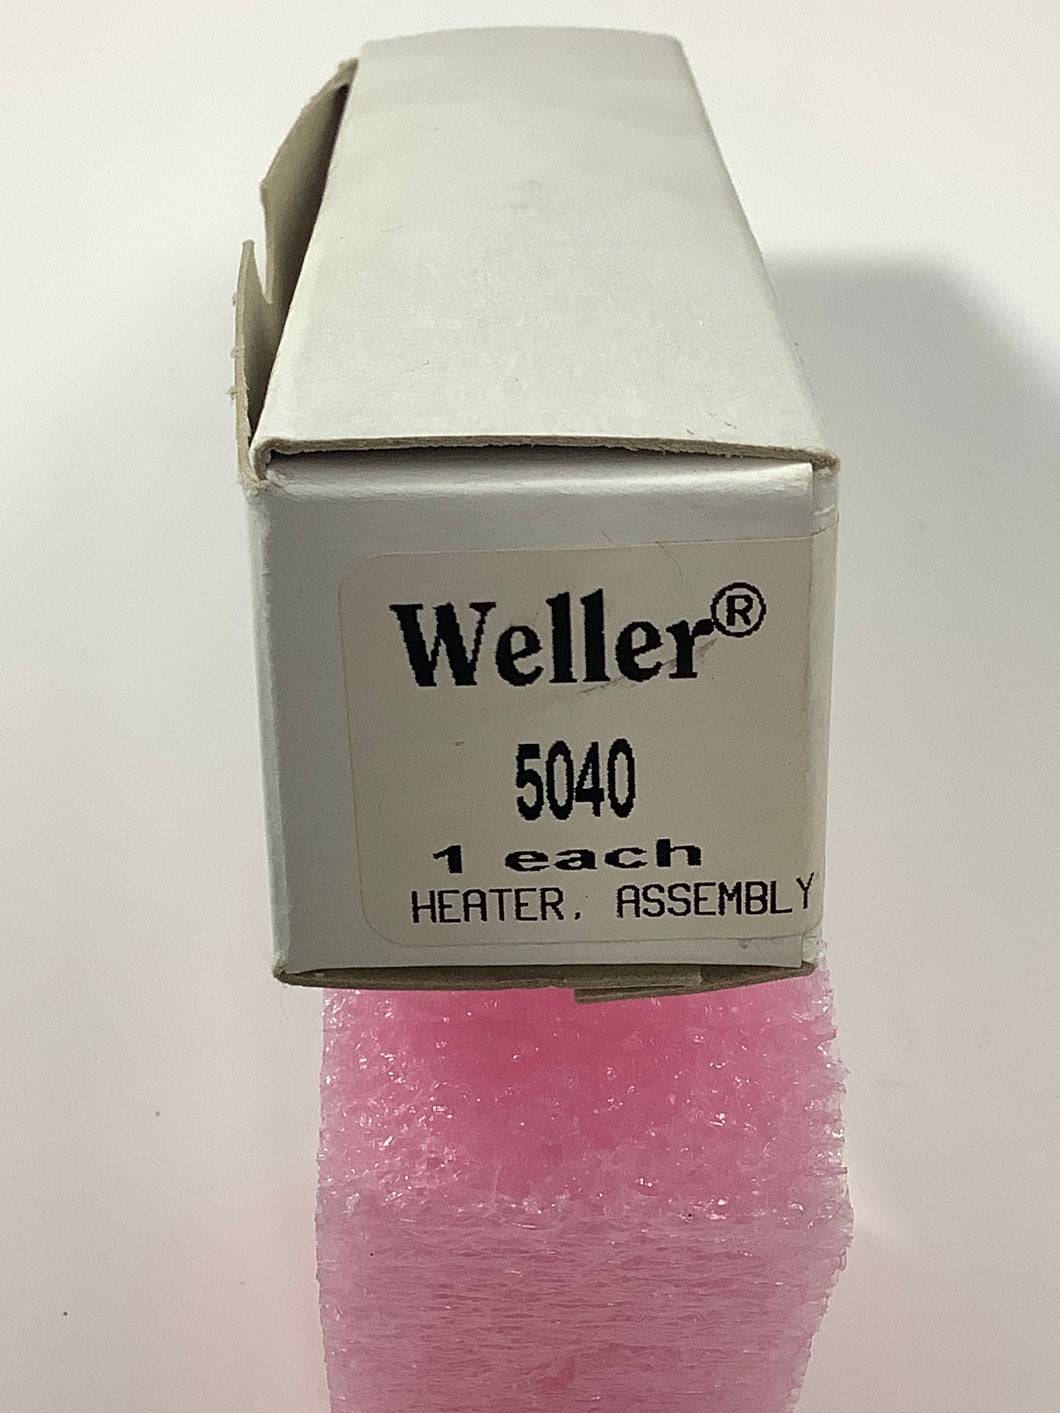 Weller®
5040
1 each
HEATER, ASSEMBLY